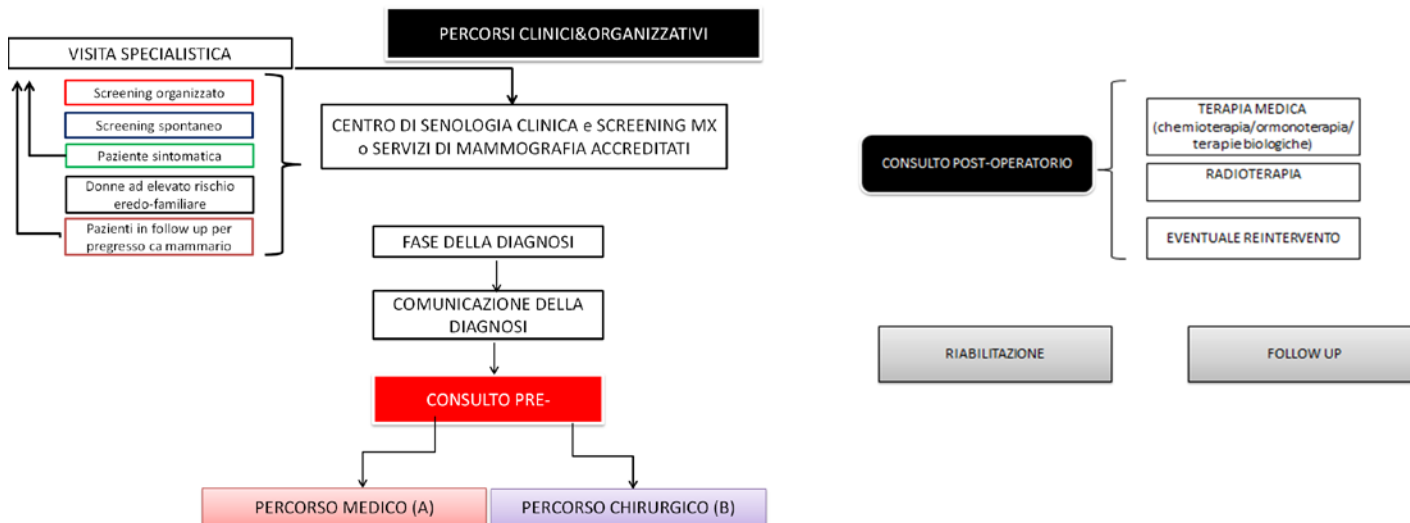 PERCORSI CLINICI&ORGANIZZATIVI
VISITA SPECIALISTICA
Screening organizzato
Screening spontaneo
Paziente sintomatica
Donne ad elevato rischio
eredo-familiare
Pazienti in follow up per
pregresso ca mammario
CENTRO DI SENOLOGIA CLINICA e SCREENING MX
o SERVIZI DI MAMMOGRAFIA ACCREDITATI
FASE DELLA DIAGNOSI
COMUNICAZIONE DELLA
DIAGNOSI
CONSULTO PRE-
PERCORSO MEDICO (A)
PERCORSO CHIRURGICO (B)
CONSULTO POST-OPERATORIO
TERAPIA MEDICA
(chemioterapia/ormonoterapia/
terapie biologiche)
RADIOTERAPIA
EVENTUALE REINTERVENTO
RIABILITAZIONE
FOLLOW UP